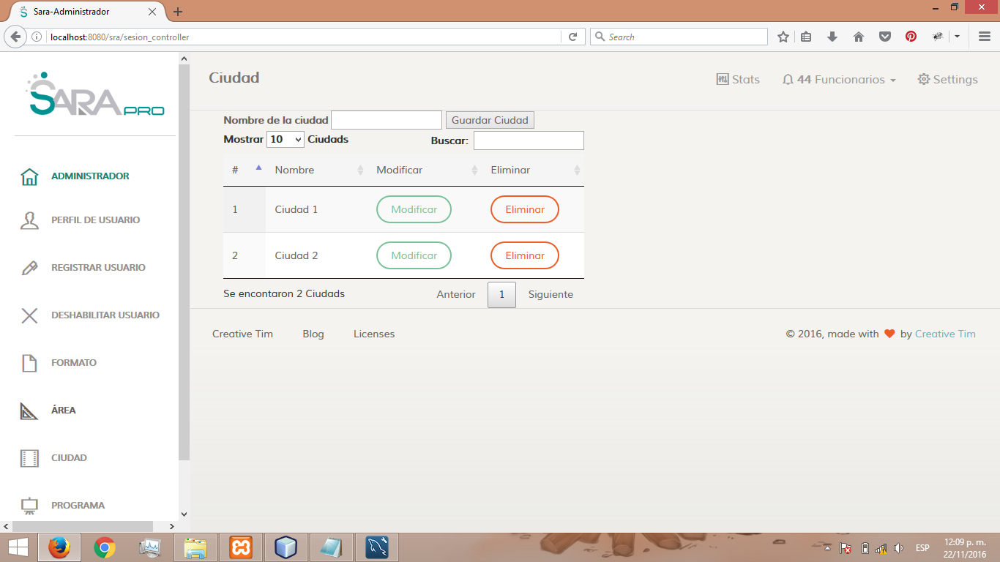 Sara-Administrador
localhost:8080/sra/sesion_controller
Search
SARA PRO
ADMINISTRADOR
PERFIL DE USUARIO
REGISTRAR USUARIO
DESHABILITAR USUARIO
FORMATO
ÁREA
CIUDAD
PROGRAMA
Ciudad
Stats
44 Funcionarios
Settings
Nombre de la ciudad
Guardar Ciudad
Mostrar 10 Ciudads
Buscar:
# Nombre Modificar Eliminar
1 Ciudad 1 Modificar Eliminar
2 Ciudad 2 Modificar Eliminar
Se encontaron 2 Ciudads
Anterior 1 Siguiente
Creative Tim Blog Licenses
© 2016, made with by Creative Tim
ESP
12:09 p. m.
22/11/2016